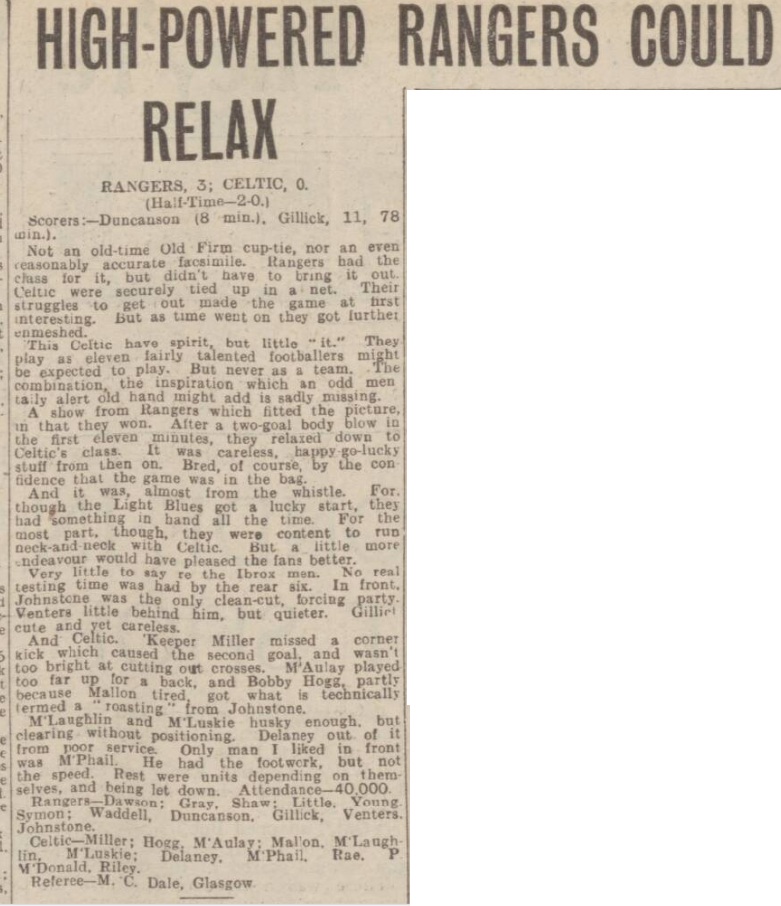 HIGH-POWERED RANGERS COULD
RELAX
RANGERS, 3; CELTIC, 0.
(Half-Time—2-0.)
Scorers:—Duncanson (8 min.), Gillick, 11, 78
min.).
Not an old-time Old Firm cup-tie, nor an even
reasonably accurate facsimile. Rangers had the
class for it, but didn't have to bring it out.
Celtic were securely tied up in a net. Their
struggles to get out made the game at first
interesting. But as time went on they got further
enmeshed.
This Celtic have spirit, but little "it." They
play as eleven fairly talented footballers might
be expected to play. But never as a team. The
combination, the inspiration which an odd men
taily alert old hand might add is sadly missing.
A show from Rangers which fitted the picture,
in that they won. After a two-goal body blow in
the first eleven minutes, they relaxed down to
Celtic's class. It was careless, happy-go-lucky
stuff from then on. Bred, of course, by the con
fidence that the game was in the bag.
And it was, almost from the whistle. For,
though the Light Blues got a lucky start, they
had something in hand all the time. For the
most part, though, they were content to run
neck-and-neck with Celtic. But a little more
endeavour would have pleased the fans better.
Very little to say re the Ibrox men. No real
testing time was had by the rear six. In front,
Johnstone was the only clean-cut, forcing party.
Venters little behind him, but quieter. Gillick
cute and yet careless.
And Celtic. 'Keeper Miller missed a corner
kick which caused the second goal, and wasn't
too bright at cutting out crosses. M'Aulay played
too far up for a back, and Bobby Hogg, partly
because Mallon tired, got what is technically
termed a "roasting" from Johnstone.
M'Laughlin and M'Luskie husky enough, but
clearing without positioning. Delaney out of it
from poor service. Only man I liked in front
was M'Phail. He had the footwork, but not
the speed. Rest were units depending on them-
selves, and being let down. Attendance—40,000.
Rangers—Dawson; Gray, Shaw; Little, Young,
Symon; Waddell, Duncanson, Gillick, Venters,
Johnstone.
Celtic—Miller; Hogg, M'Aulay; Mallon, M'Laugh-
lin, M'Luskie; Delaney, M'Phail, Rae, P
M'Donald, Riley.
Referee—M. C. Dale, Glasgow.